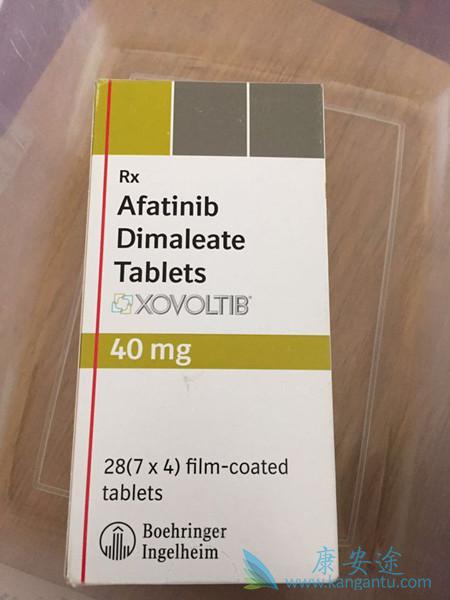 Rx
Afatinib
Dimaleate
Tablets
XOVOLTIB®
40 mg
28(7 x 4) film-coated
tablets
Boehringer
Ingelheim
康安途
www.kangantu.com